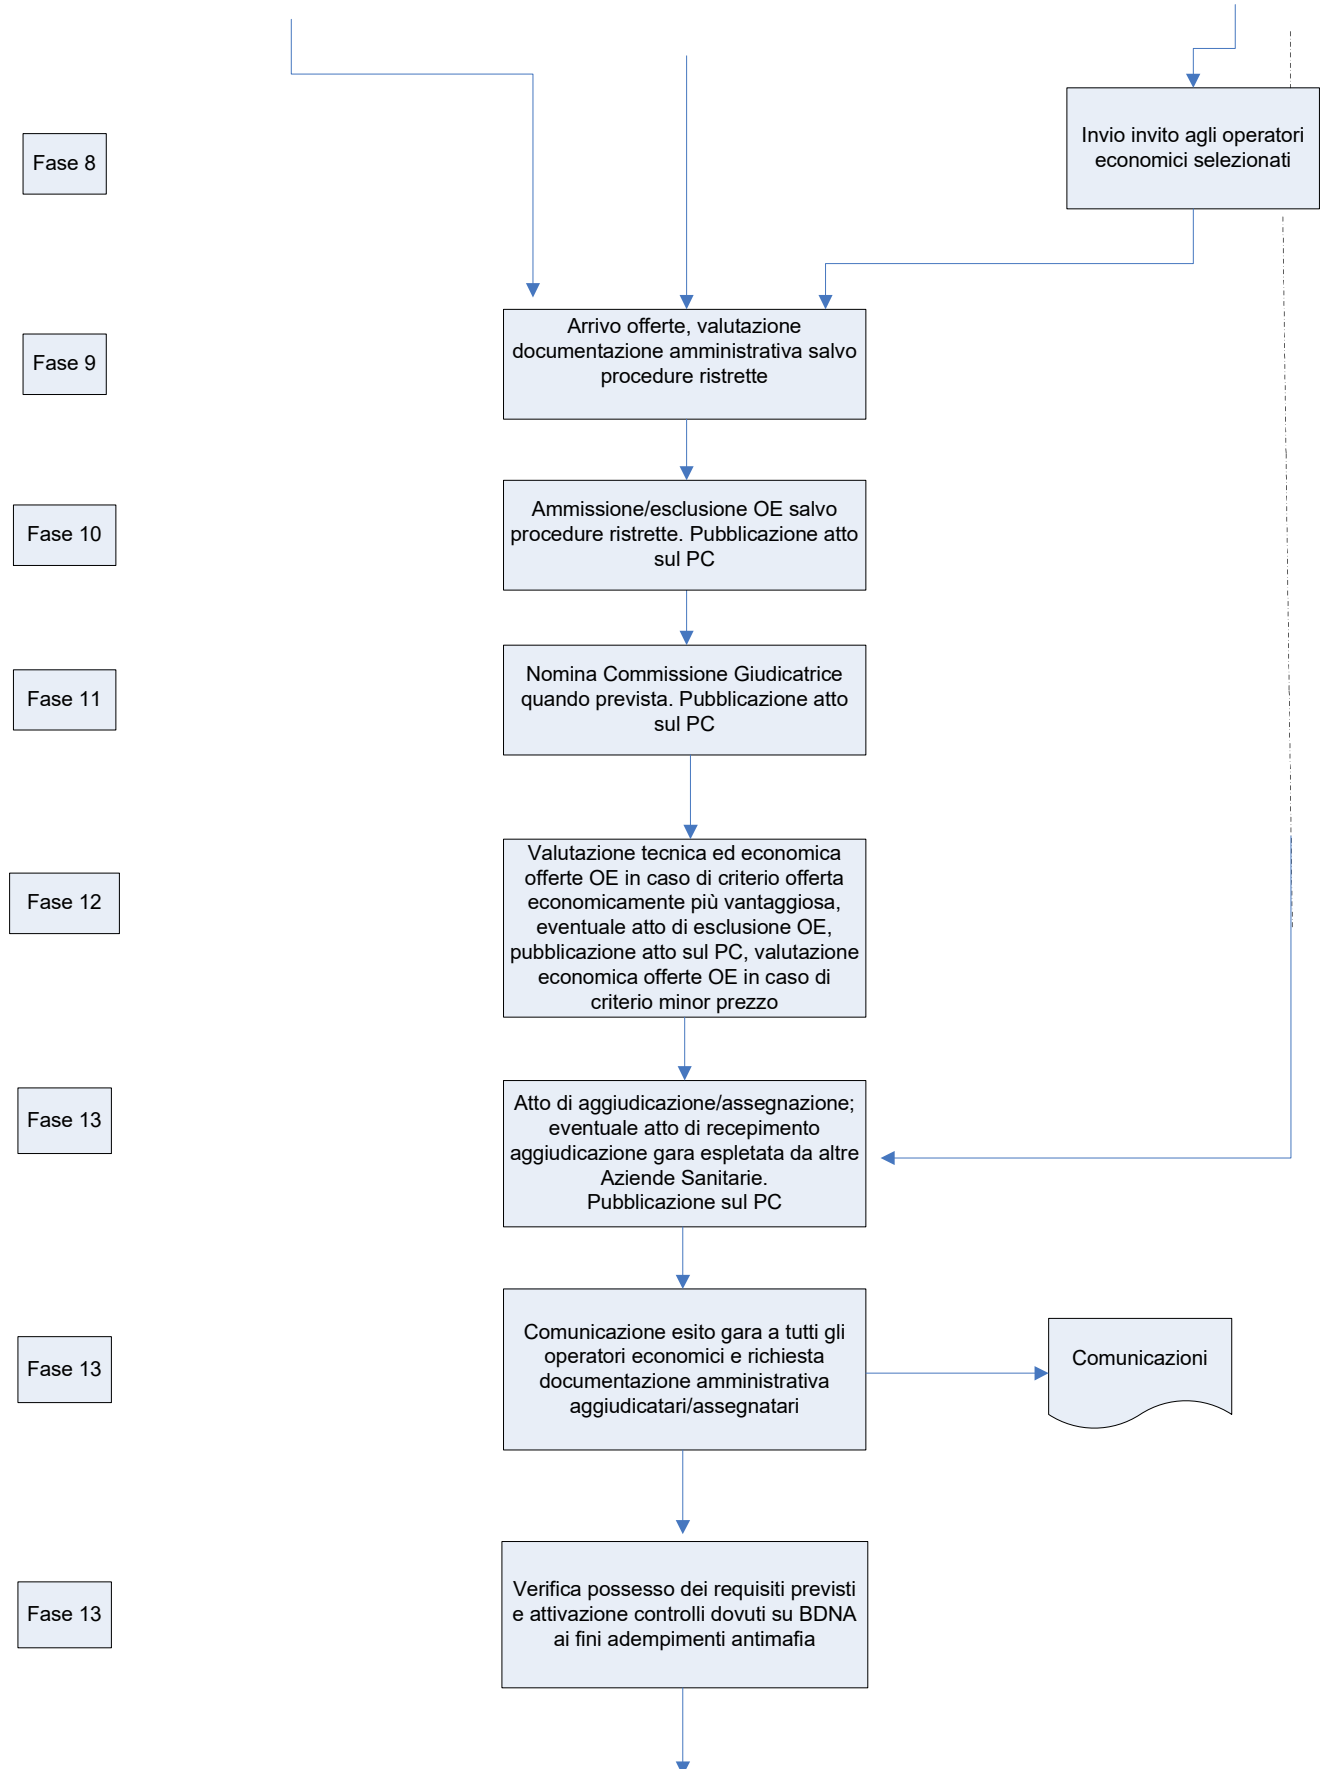 Fase 8
Invio invito agli operatori
economici selezionati
Fase 9
Arrivo offerte, valutazione
documentazione amministrativa salvo
procedure ristrette
Fase 10
Ammissione/esclusione OE salvo
procedure ristrette. Pubblicazione atto
sul PC
Fase 11
Nomina Commissione Giudicatrice
quando prevista. Pubblicazione atto
sul PC
Fase 12
Valutazione tecnica ed economica
offerte OE in caso di criterio offerta
economicamente più vantaggiosa,
eventuale atto di esclusione OE,
pubblicazione atto sul PC, valutazione
economica offerte OE in caso di
criterio minor prezzo
Fase 13
Atto di aggiudicazione/assegnazione;
eventuale atto di recepimento
aggiudicazione gara espletata da altre
Aziende Sanitarie.
Pubblicazione sul PC
Fase 13
Comunicazione esito gara a tutti gli
operatori economici e richiesta
documentazione amministrativa
aggiudicatari/assegnatari
Comunicazioni
Fase 13
Verifica possesso dei requisiti previsti
e attivazione controlli dovuti su BDNA
ai fini adempimenti antimafia